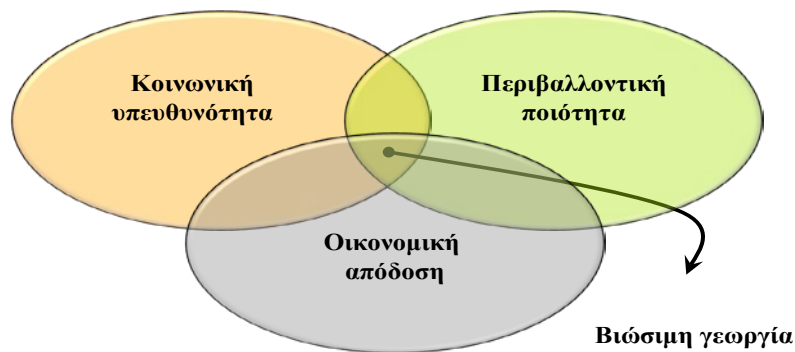 Κοινωνική
υπευθυνότητα
Περιβαλλοντική
ποιότητα
Οικονομική
απόδοση
Βιώσιμη γεωργία